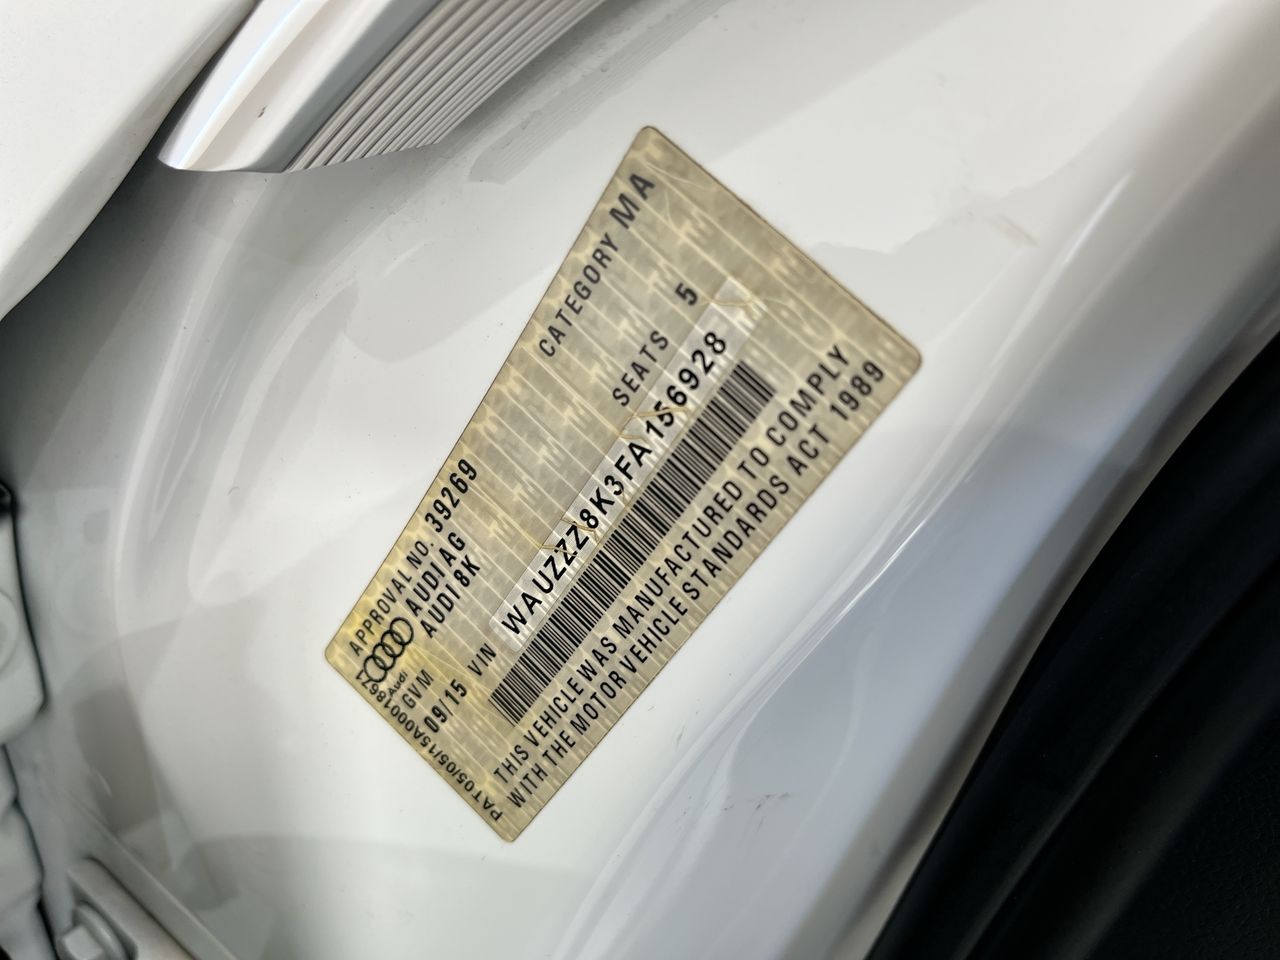 APPROVAL NO. 39269 CATEGORY MA
AUDI AG
AUDI 8K SEATS 5
Audi
GVM
09/15 VIN WAUZZZ8K3FA156928
THIS VEHICLE WAS MANUFACTURED TO COMPLY
WITH THE MOTOR VEHICLE STANDARDS ACT 1989